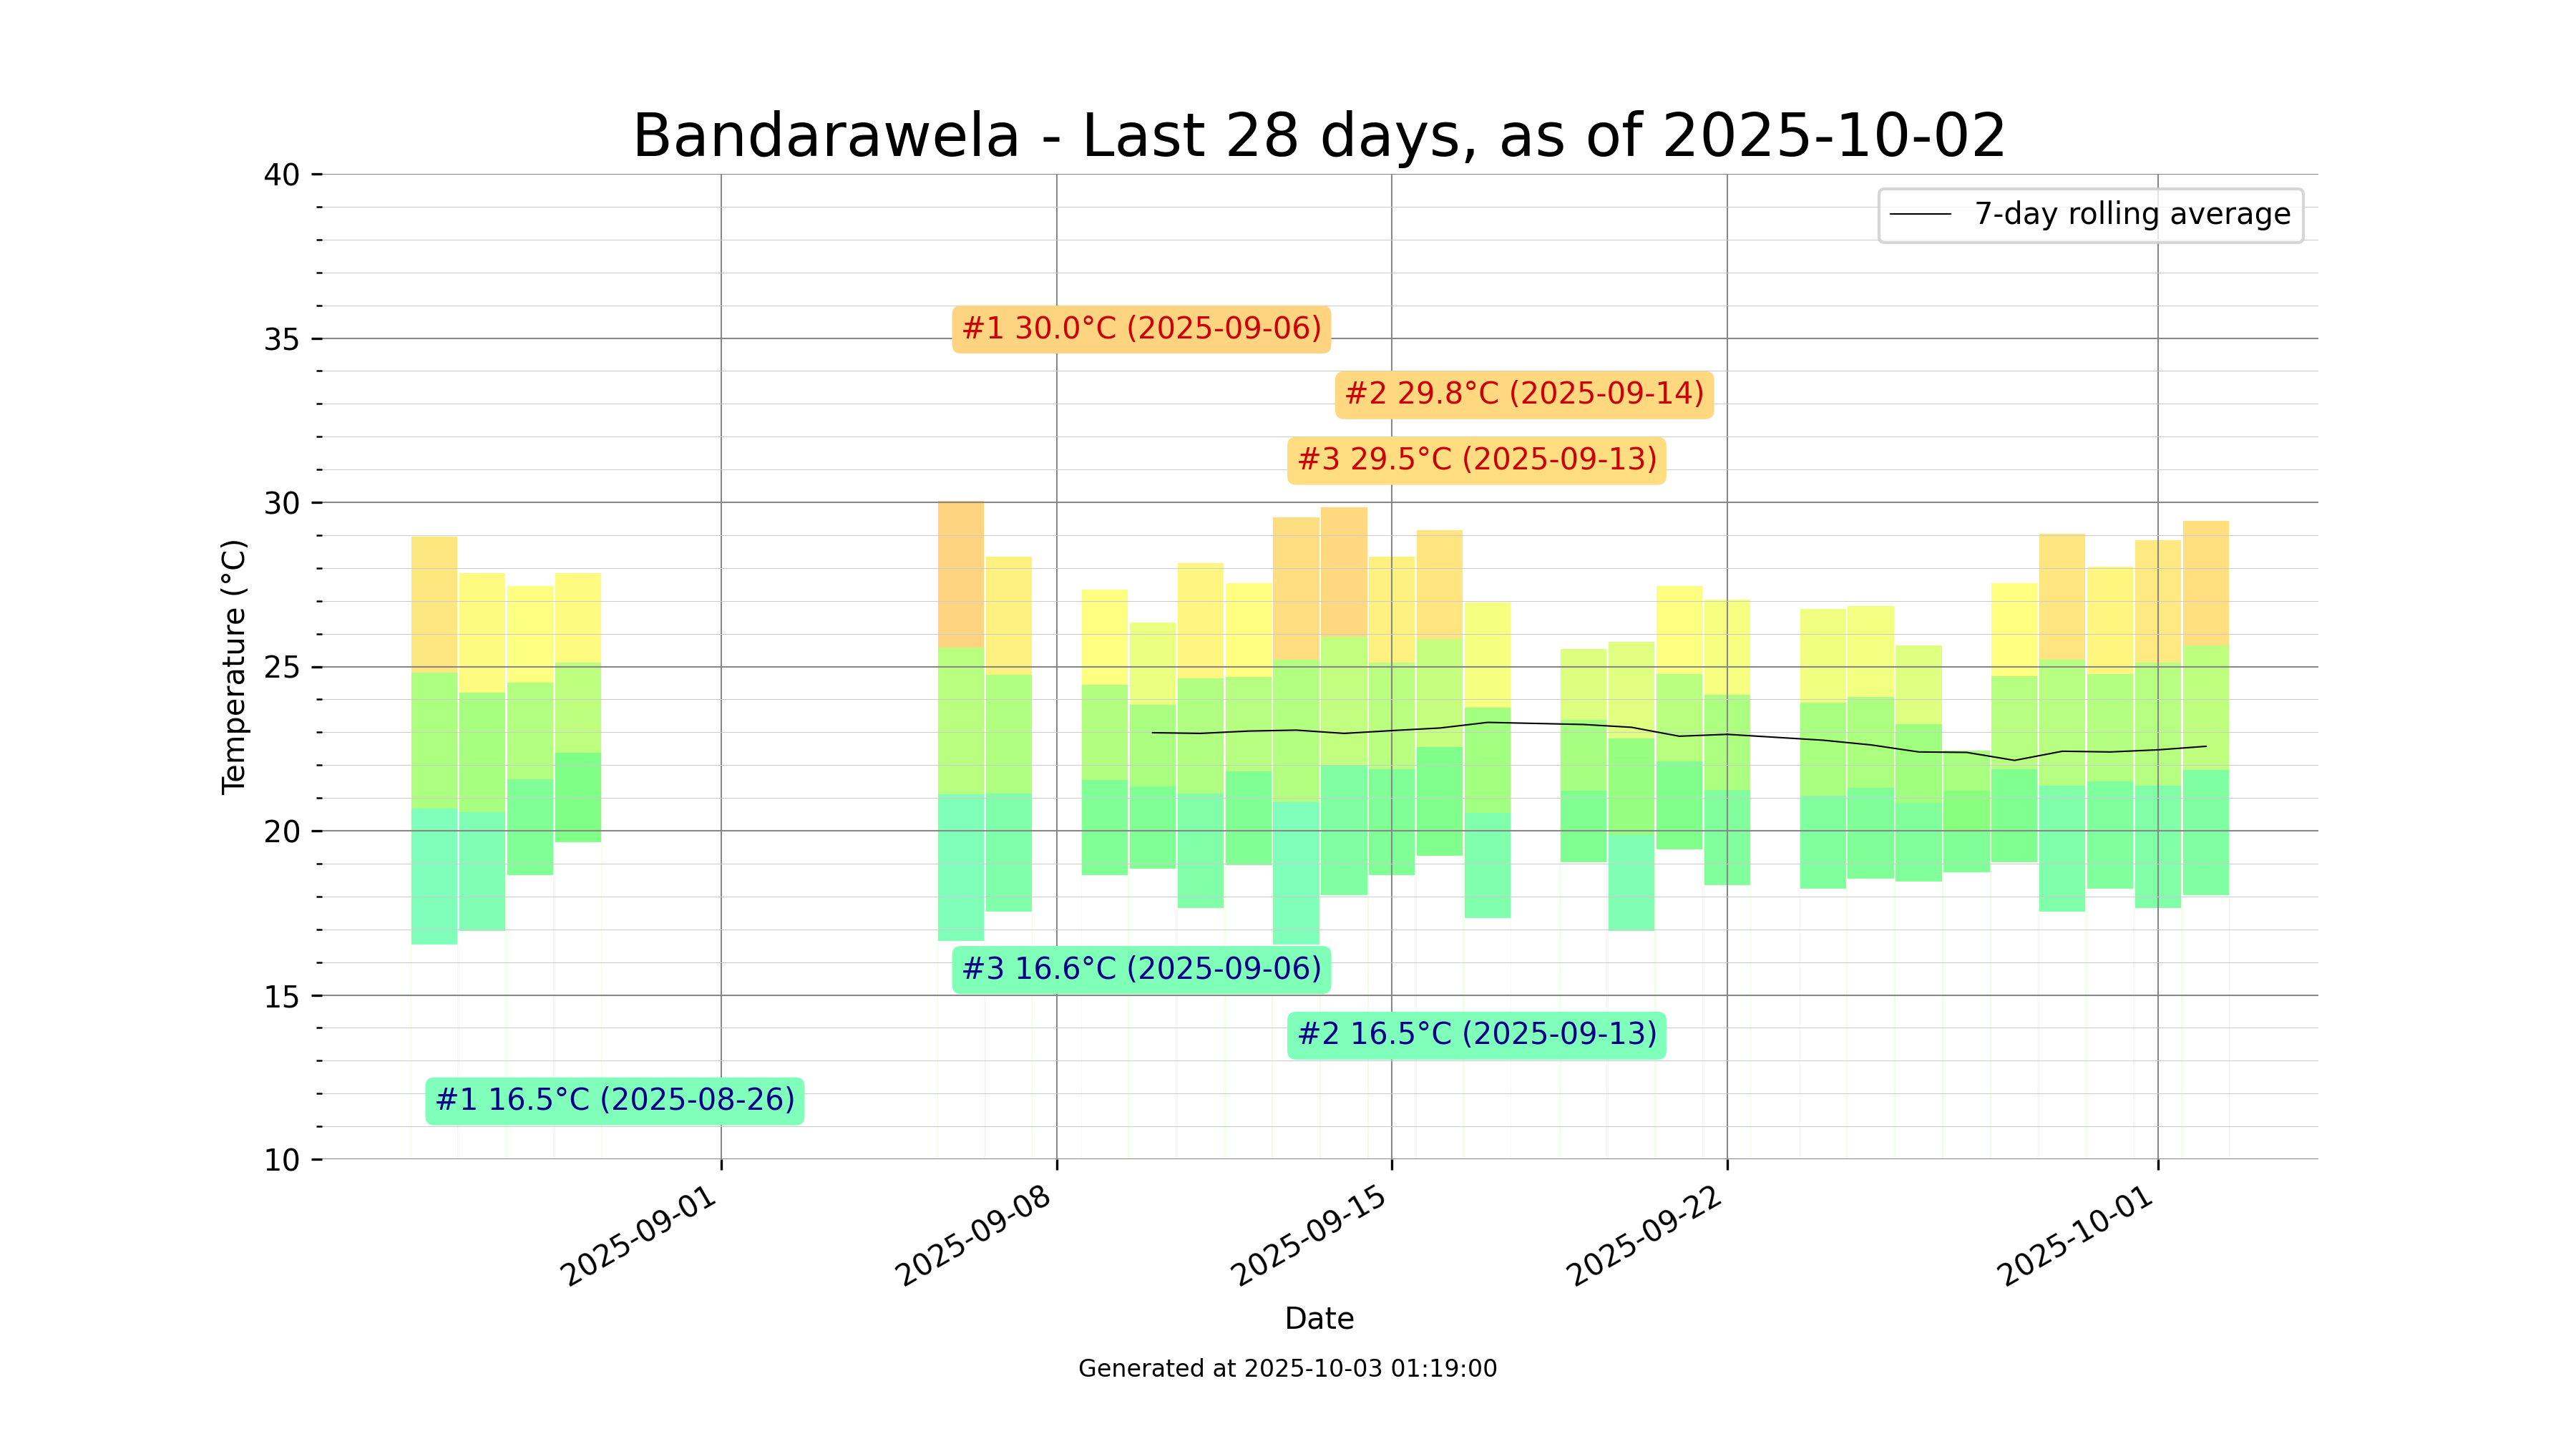 Bandarawela - Last 28 days, as of 2025-10-02
7-day rolling average
40
35
30
25
20
15
10
Temperature (°C)
#1 30.0°C (2025-09-06)
#2 29.8°C (2025-09-14)
#3 29.5°C (2025-09-13)
#3 16.6°C (2025-09-06)
#2 16.5°C (2025-09-13)
#1 16.5°C (2025-08-26)
2025-09-01
2025-09-08
2025-09-15
2025-09-22
2025-10-01
Date
Generated at 2025-10-03 01:19:00